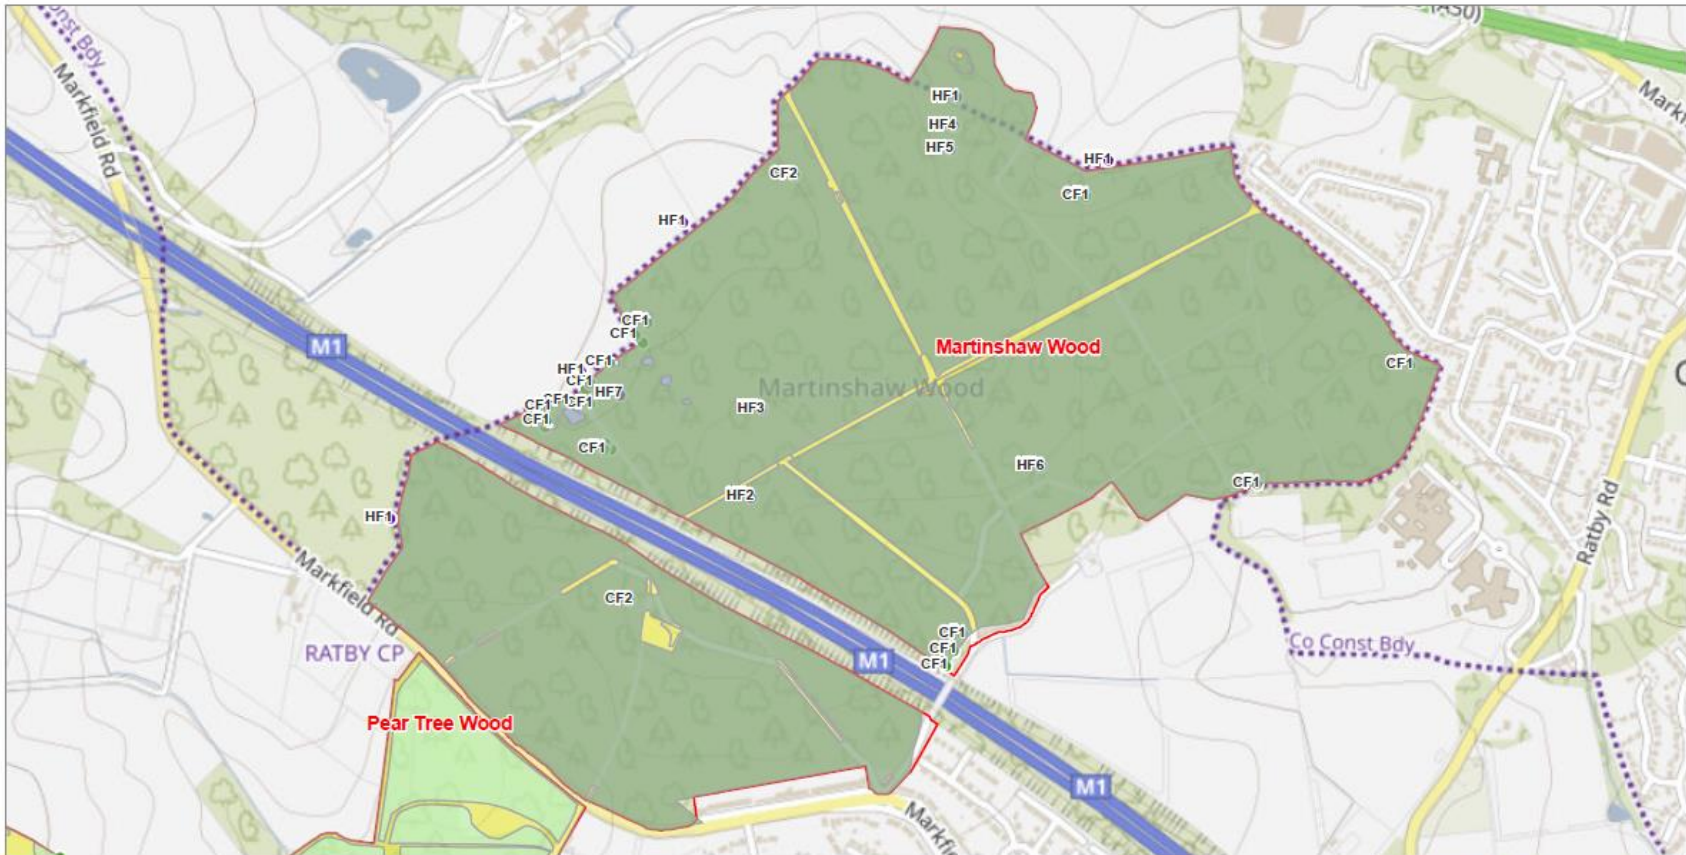 (A50)
onst Bdy
Markfield Rd
HF1
HF4
HF5
HF1
CF2
CF1
HF1
CF1
CF1
M1
Martinshaw Wood
CF1
CF1
HF1
CF1
HF7
Martinshaw Wood
CF1
CF1
CF1
HF3
CF1
CF1
HF6
CF1
HF2
HF1
Ratby Rd
Markfield Rd
CF2
CF1
Co Const Bdy
RATBY CP
CF1
M1
CF1
Pear Tree Wood
M1